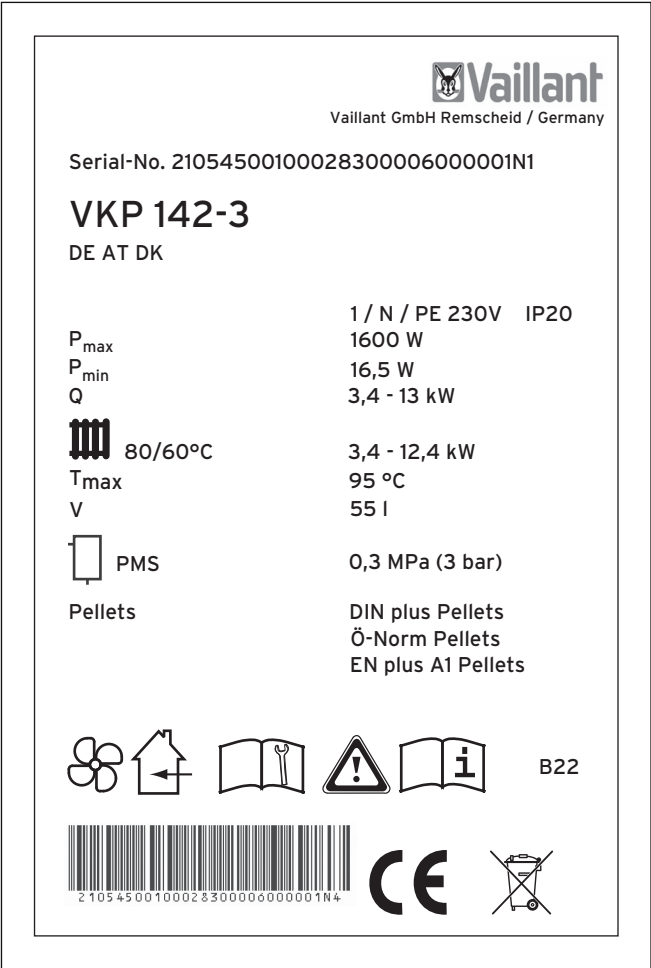 Vaillant
Vaillant GmbH Remscheid / Germany
Serial-No. 21054500100028300006000001N1
VKP 142-3
DE AT DK
1 / N / PE 230V IP20
Pmax 1600 W
Pmin 16,5 W
Q 3,4 - 13 kW
80/60°C 3,4 - 12,4 kW
Tmax 95 °C
V 55 l
PMS 0,3 MPa (3 bar)
Pellets DIN plus Pellets
Ö-Norm Pellets
EN plus A1 Pellets
i B22
21054500100028300006000001N4
CE